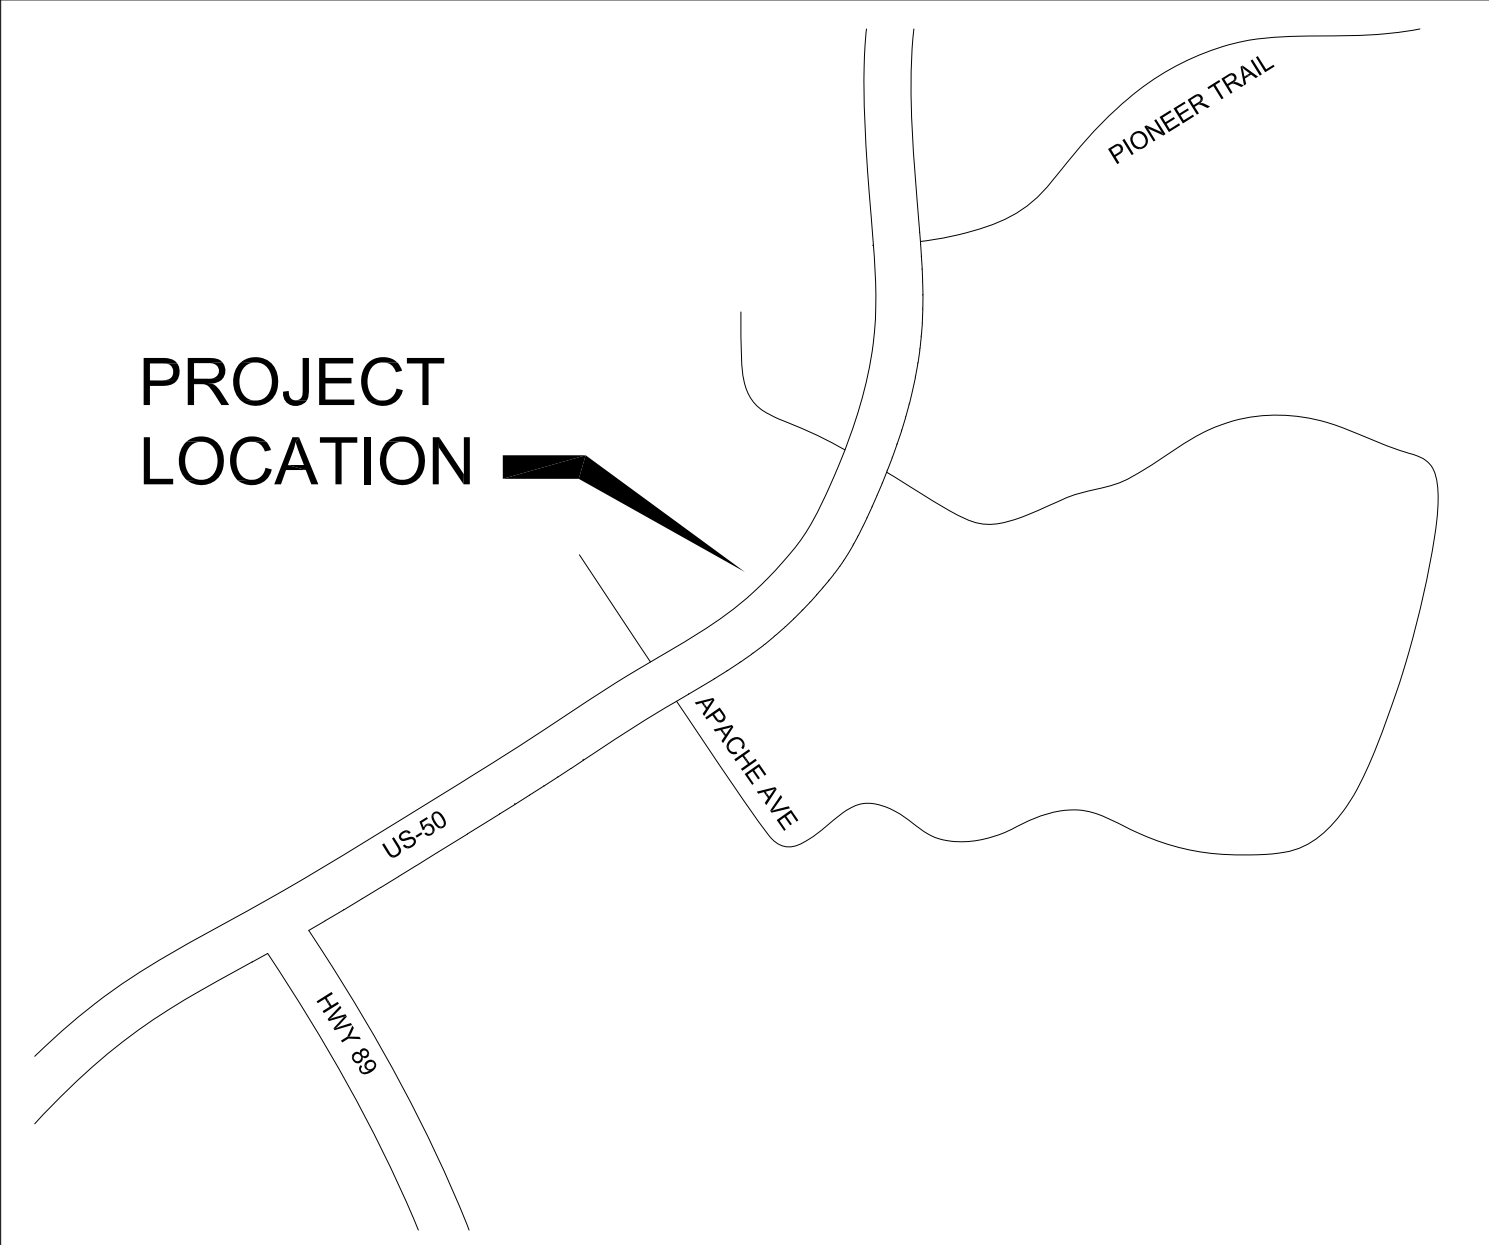 PIONEER TRAIL
PROJECT
LOCATION
APACHE AVE
US-50
HWY 89